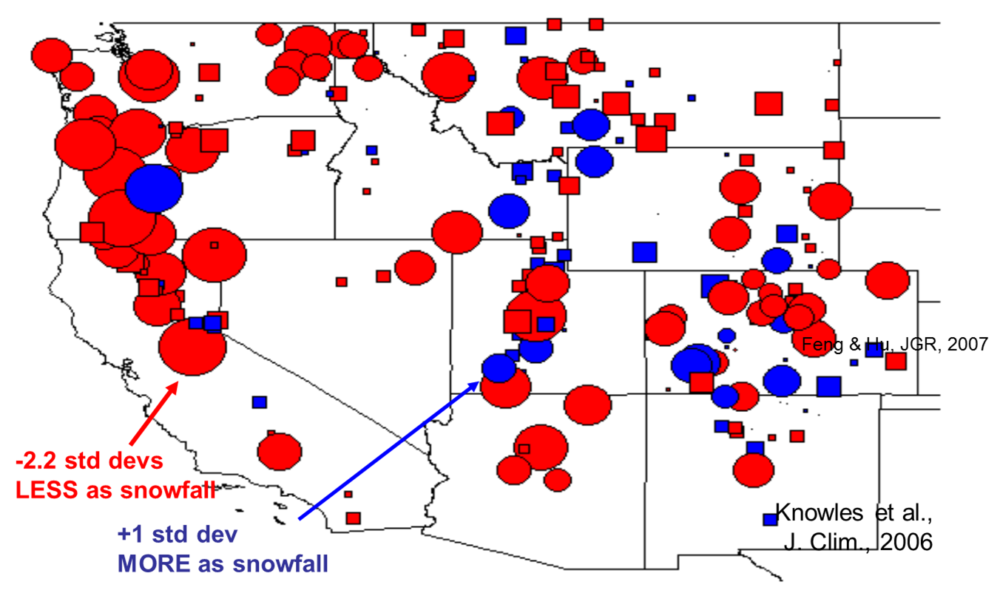 Feng & Hu, JGR, 2007
-2.2 std devs
LESS as snowfall
+1 std dev
MORE as snowfall
Knowles et al.,
J. Clim., 2006